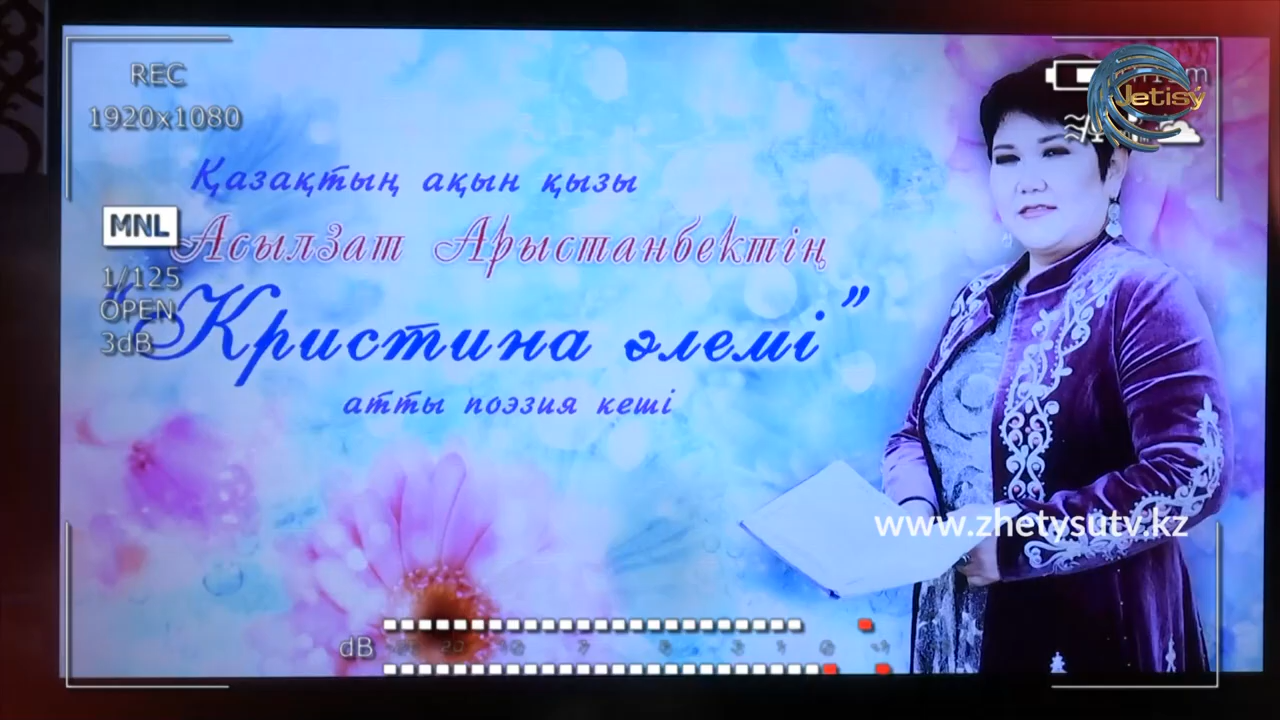 REC
1920x1080
Jetisý
Қазақтың ақын қызы
MNL
Асылзат Арыстанбектің
1/125
OPEN
3dB
"Кристина әлемі"
атты поэзия кеші
www.zhetysutv.kz
dB